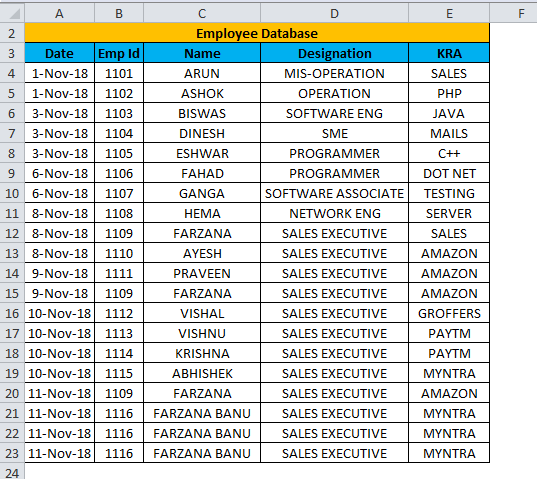 A B C D E F
2 Employee Database
3 Date Emp Id Name Designation KRA
4 1-Nov-18 1101 ARUN MIS-OPERATION SALES
5 1-Nov-18 1102 ASHOK OPERATION PHP
6 3-Nov-18 1103 BISWAS SOFTWARE ENG JAVA
7 3-Nov-18 1104 DINESH SME MAILS
8 3-Nov-18 1105 ESHWAR PROGRAMMER C++
9 6-Nov-18 1106 FAHAD PROGRAMMER DOT NET
10 6-Nov-18 1107 GANGA SOFTWARE ASSOCIATE TESTING
11 8-Nov-18 1108 HEMA NETWORK ENG SERVER
12 8-Nov-18 1109 FARZANA SALES EXECUTIVE SALES
13 8-Nov-18 1110 AYESH SALES EXECUTIVE AMAZON
14 9-Nov-18 1111 PRAVEEN SALES EXECUTIVE AMAZON
15 9-Nov-18 1109 FARZANA SALES EXECUTIVE AMAZON
16 10-Nov-18 1112 VISHAL SALES EXECUTIVE GROFFERS
17 10-Nov-18 1113 VISHNU SALES EXECUTIVE PAYTM
18 10-Nov-18 1114 KRISHNA SALES EXECUTIVE PAYTM
19 10-Nov-18 1115 ABHISHEK SALES EXECUTIVE MYNTRA
20 11-Nov-18 1109 FARZANA SALES EXECUTIVE AMAZON
21 11-Nov-18 1116 FARZANA BANU SALES EXECUTIVE MYNTRA
22 11-Nov-18 1116 FARZANA BANU SALES EXECUTIVE MYNTRA
23 11-Nov-18 1116 FARZANA BANU SALES EXECUTIVE MYNTRA
24